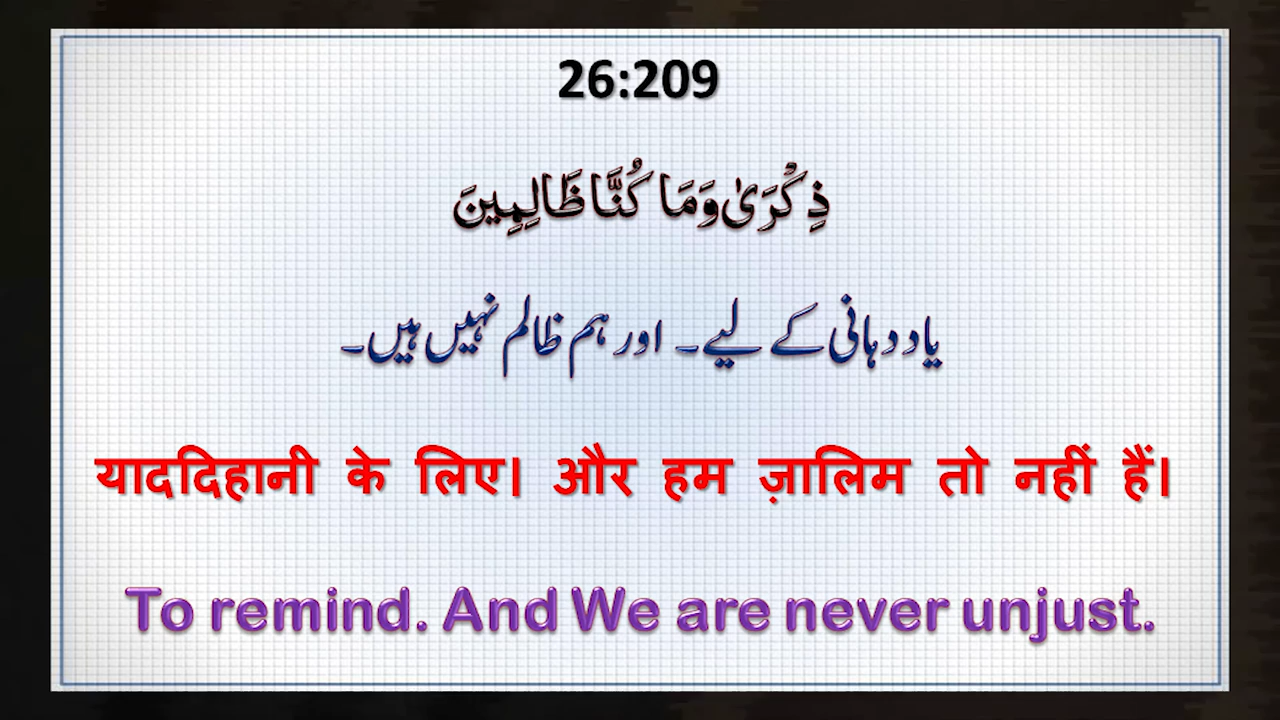 26:209
ذِكْرَىٰ وَمَا كُنَّا ظَالِمِينَ
یاد دہانی کے لیے۔ اور ہم ظالم نہیں ہیں۔
याददिहानी के लिए। और हम ज़ालिम तो नहीं हैं।
To remind. And We are never unjust.